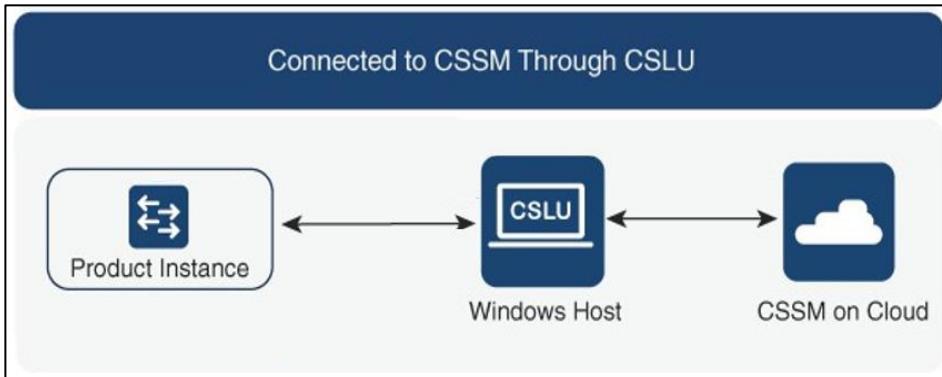 Connected to CSSM Through CSLU
CSLU
Product Instance
Windows Host
CSSM on Cloud